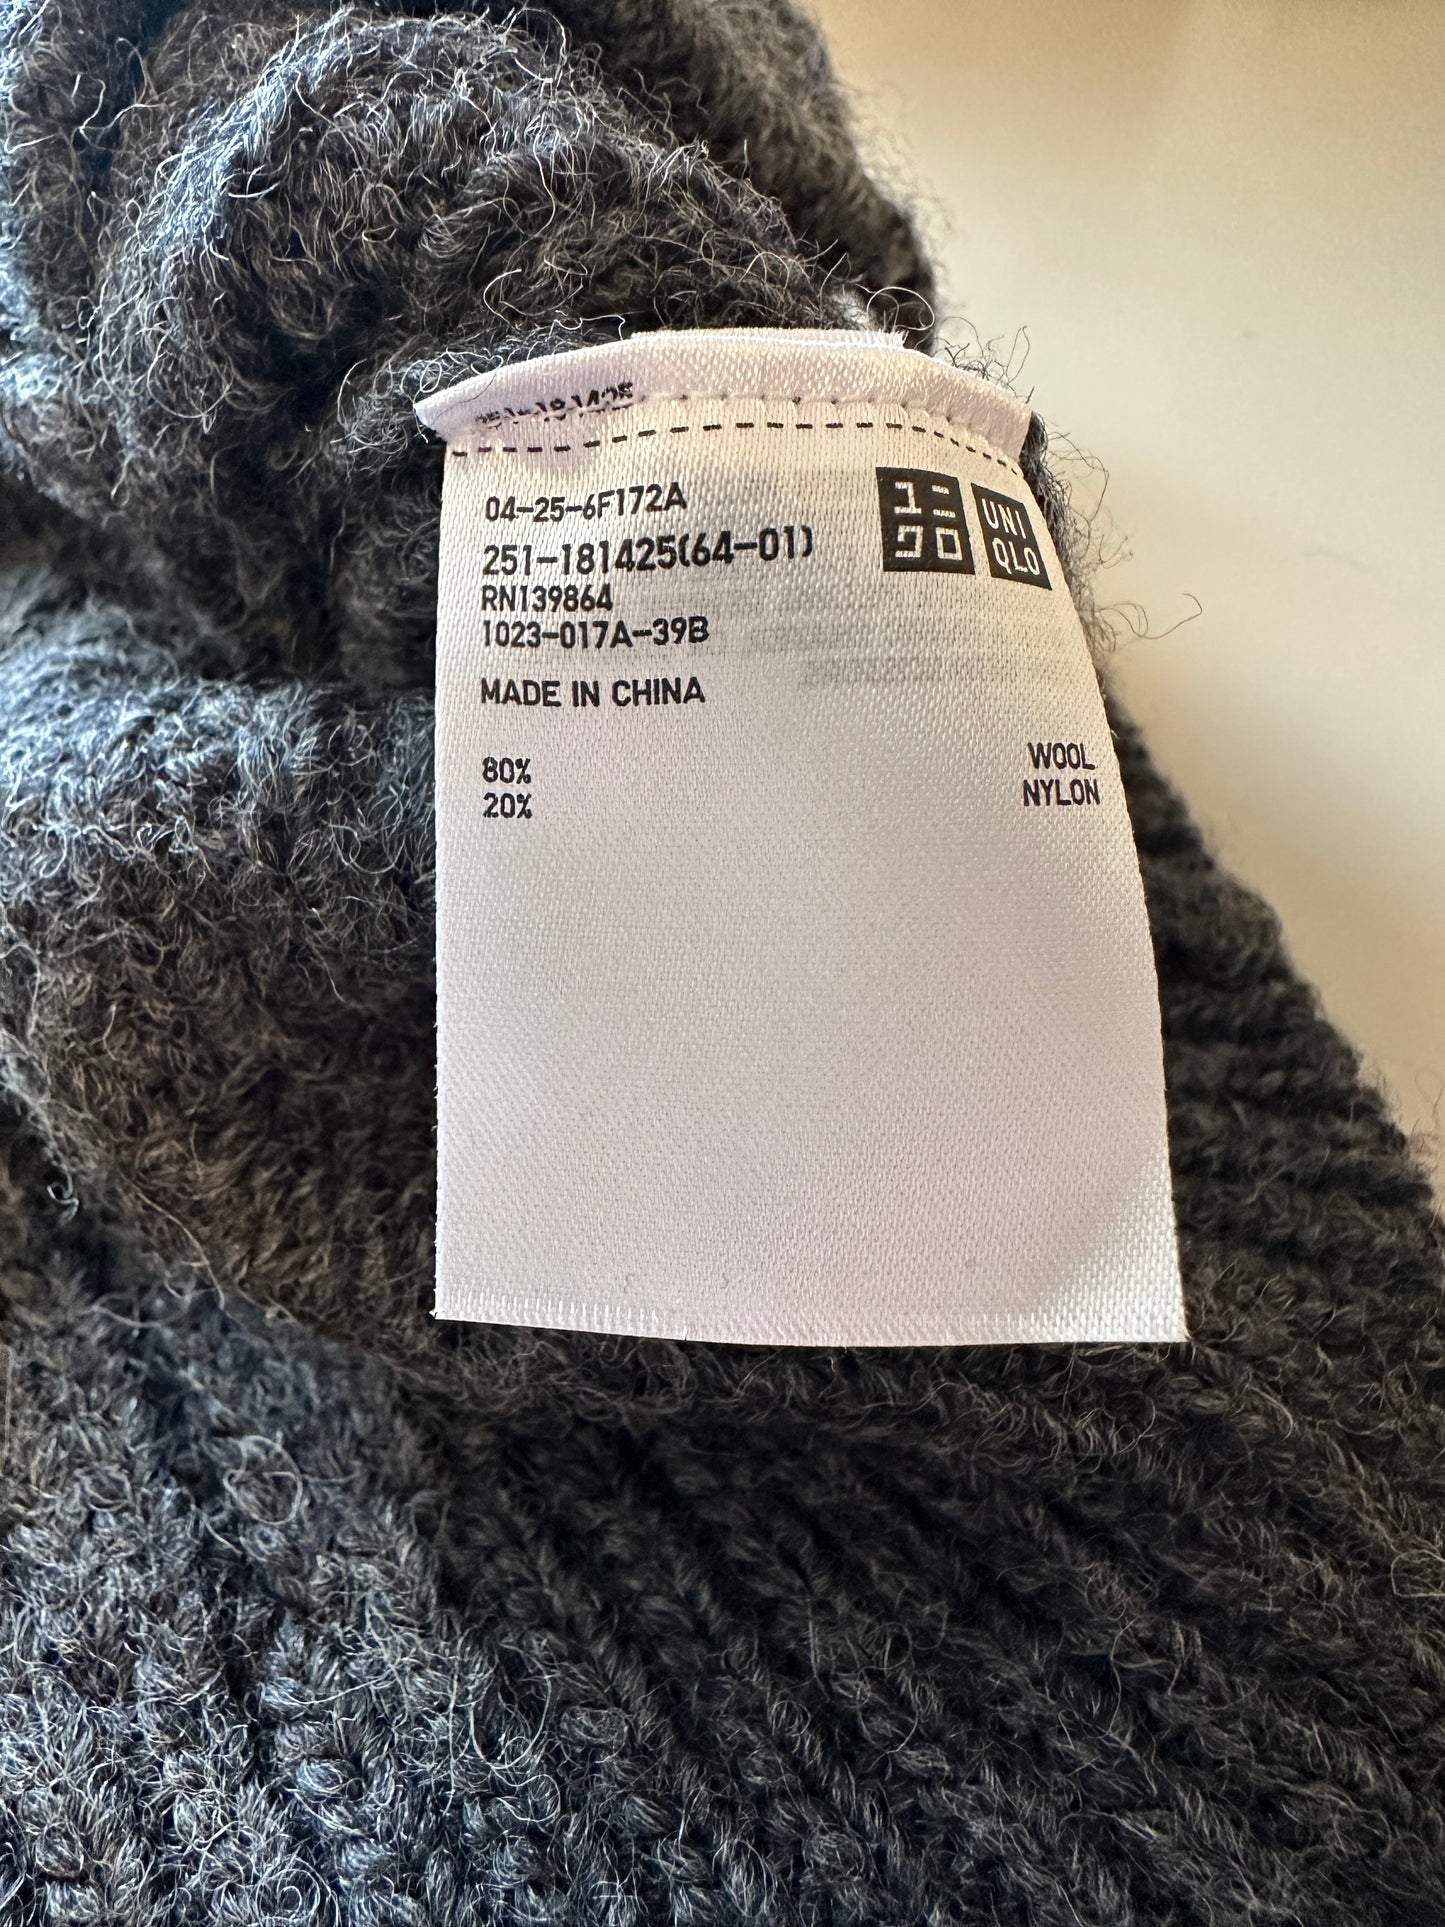 04-25-6F172A
251-181425(64-01)
RN139864
1023-017A-39B
MADE IN CHINA
80% WOOL
20% NYLON
ユニ
クロ
UNI
QLO